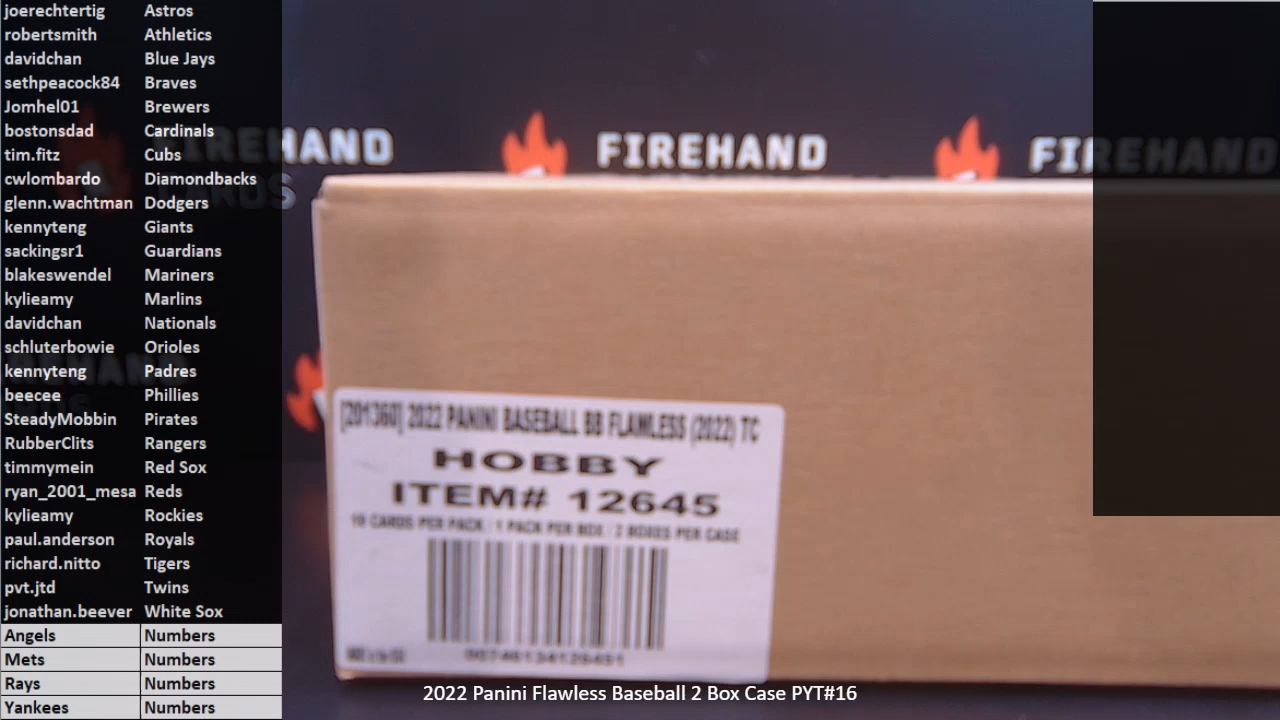 joerechtertig Astros
robertsmith Athletics
davidchan Blue Jays
sethpeacock84 Braves
Jomhel01 Brewers
bostonsdad Cardinals
tim.fitz Cubs
cwlombardo Diamondbacks
glenn.wachtman Dodgers
kennyteng Giants
sackingsr1 Guardians
blakeswendel Mariners
kylieamy Marlins
davidchan Nationals
schluterbowie Orioles
kennyteng Padres
beecee Phillies
SteadyMobbin Pirates
RubberClits Rangers
timmymein Red Sox
ryan_2001_mesa Reds
kylieamy Rockies
paul.anderson Royals
richard.nitto Tigers
pvt.jtd Twins
jonathan.beever White Sox
Angels Numbers
Mets Numbers
Rays Numbers
Yankees Numbers
FIREHAND
CARDS
FIREHAND
FIREHAND
FIREHAND
[201360] 2022 PANINI BASEBALL BB FLAWLESS (2022) TC
HOBBY
ITEM# 12645
10 CARDS PER PACK / 1 PACK PER BOX / 2 BOXES PER CASE
2022 Panini Flawless Baseball 2 Box Case PYT#16